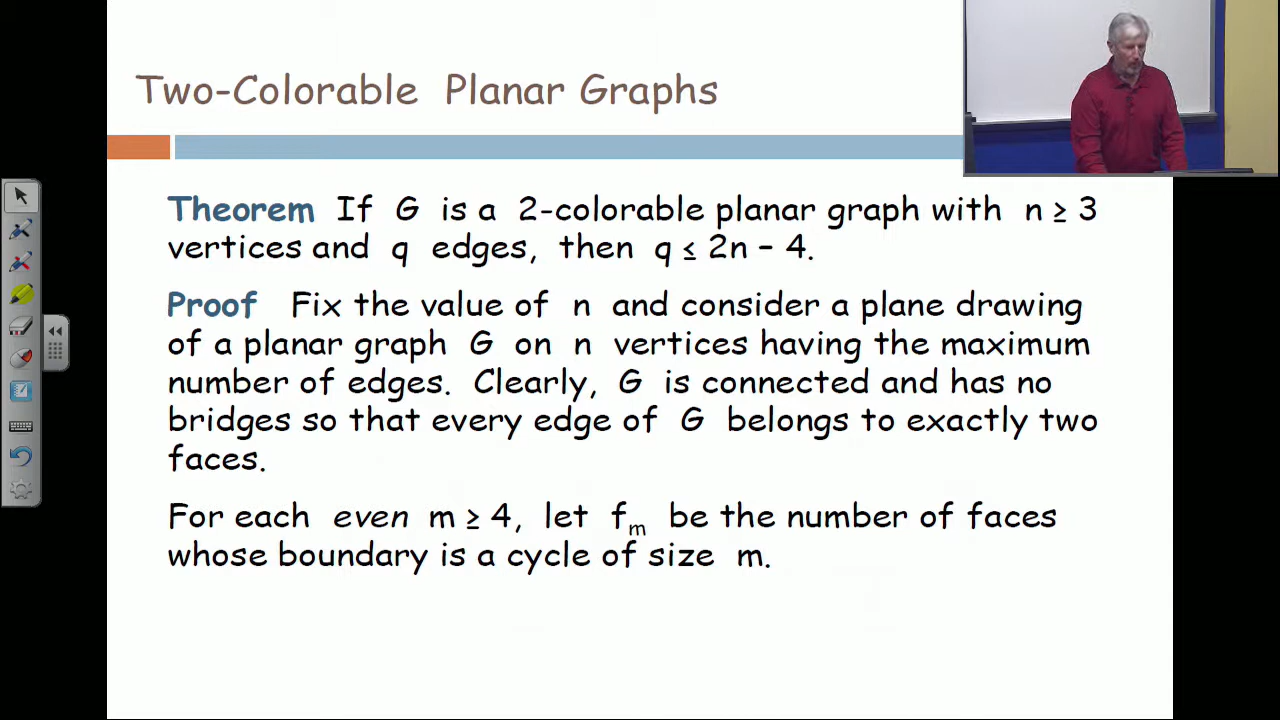 Two-Colorable Planar Graphs
Theorem If G is a 2-colorable planar graph with n ≥ 3
vertices and q edges, then q ≤ 2n – 4.
Proof Fix the value of n and consider a plane drawing
of a planar graph G on n vertices having the maximum
number of edges. Clearly, G is connected and has no
bridges so that every edge of G belongs to exactly two
faces.
For each even m ≥ 4, let fₘ be the number of faces
whose boundary is a cycle of size m.